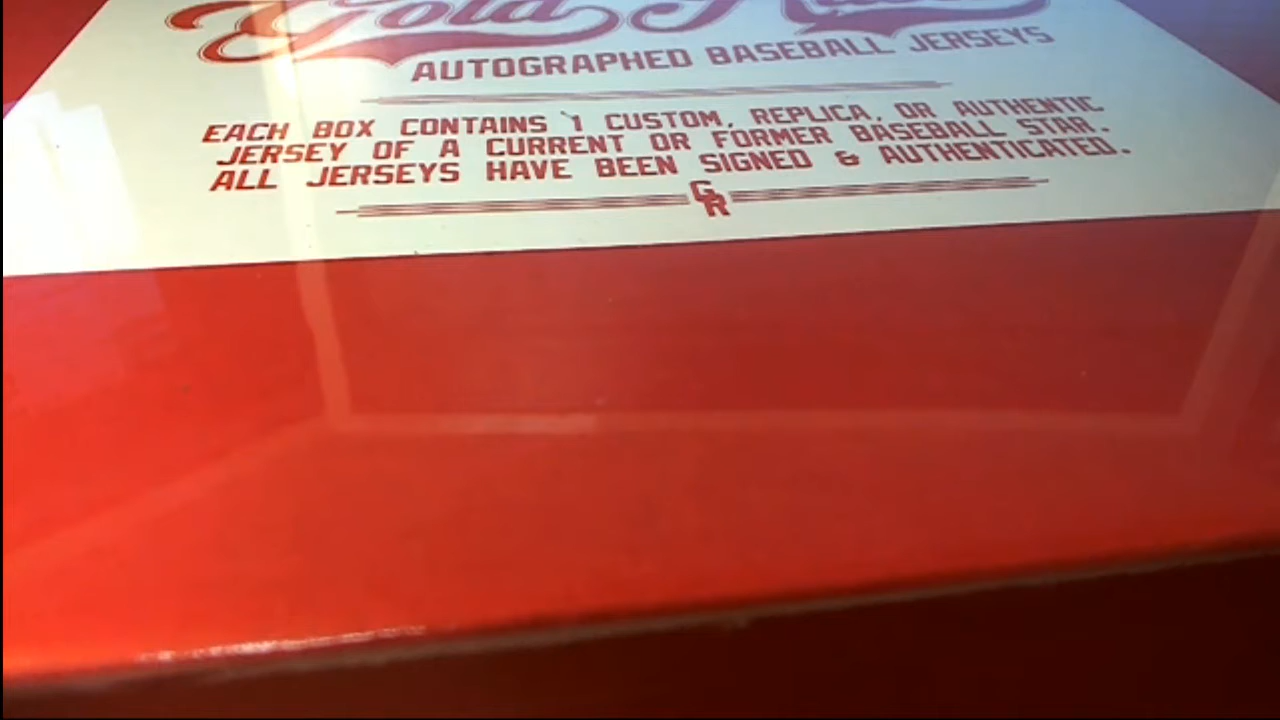 Gold
AUTOGRAPHED BASEBALL JERSEYS
EACH BOX CONTAINS 1 CUSTOM, REPLICA, OR AUTHENTIC
JERSEY OF A CURRENT OR FORMER BASEBALL STAR.
ALL JERSEYS HAVE BEEN SIGNED & AUTHENTICATED.
GR